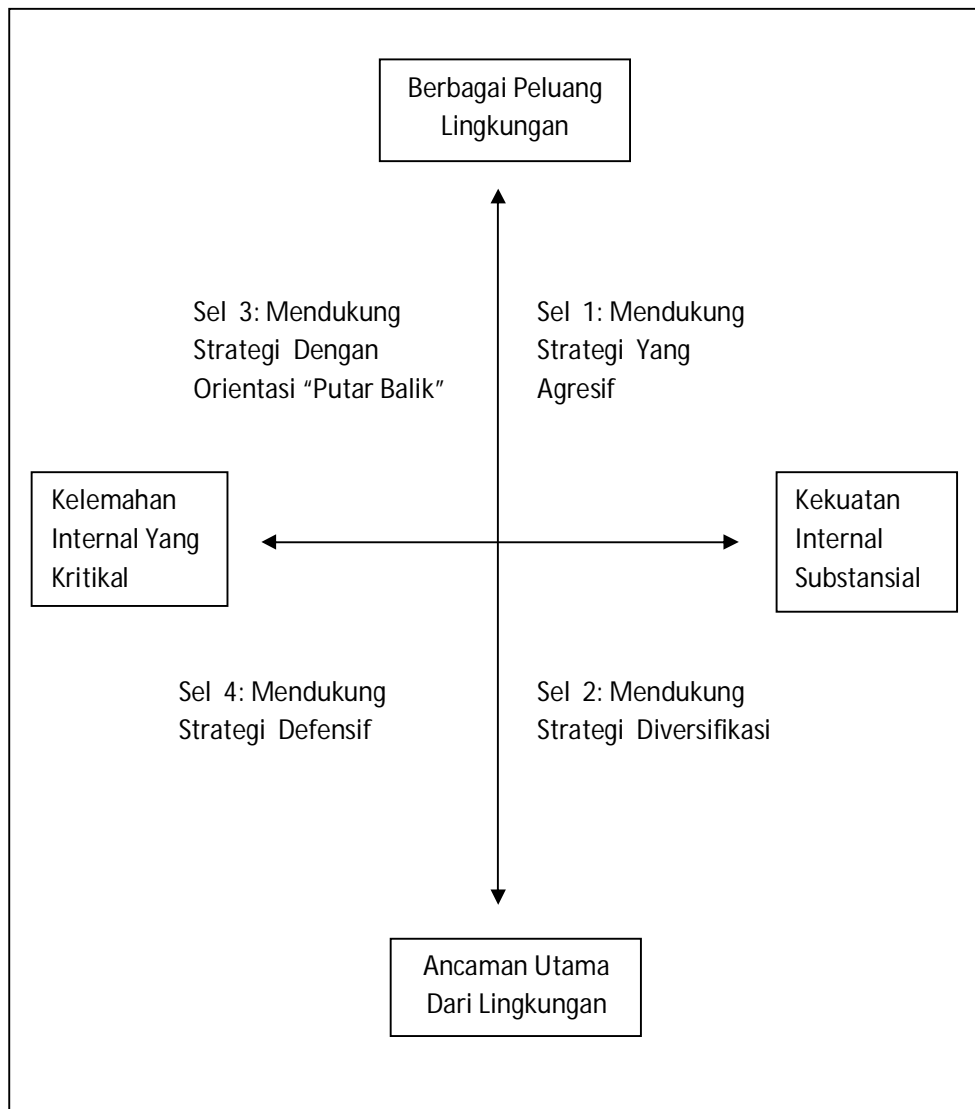 Berbagai Peluang
Lingkungan
Sel 3: Mendukung
Strategi Dengan
Orientasi “Putar Balik”
Sel 1: Mendukung
Strategi Yang
Agresif
Kelemahan
Internal Yang
Kritikal
Kekuatan
Internal
Substansial
Sel 4: Mendukung
Strategi Defensif
Sel 2: Mendukung
Strategi Diversifikasi
Ancaman Utama
Dari Lingkungan